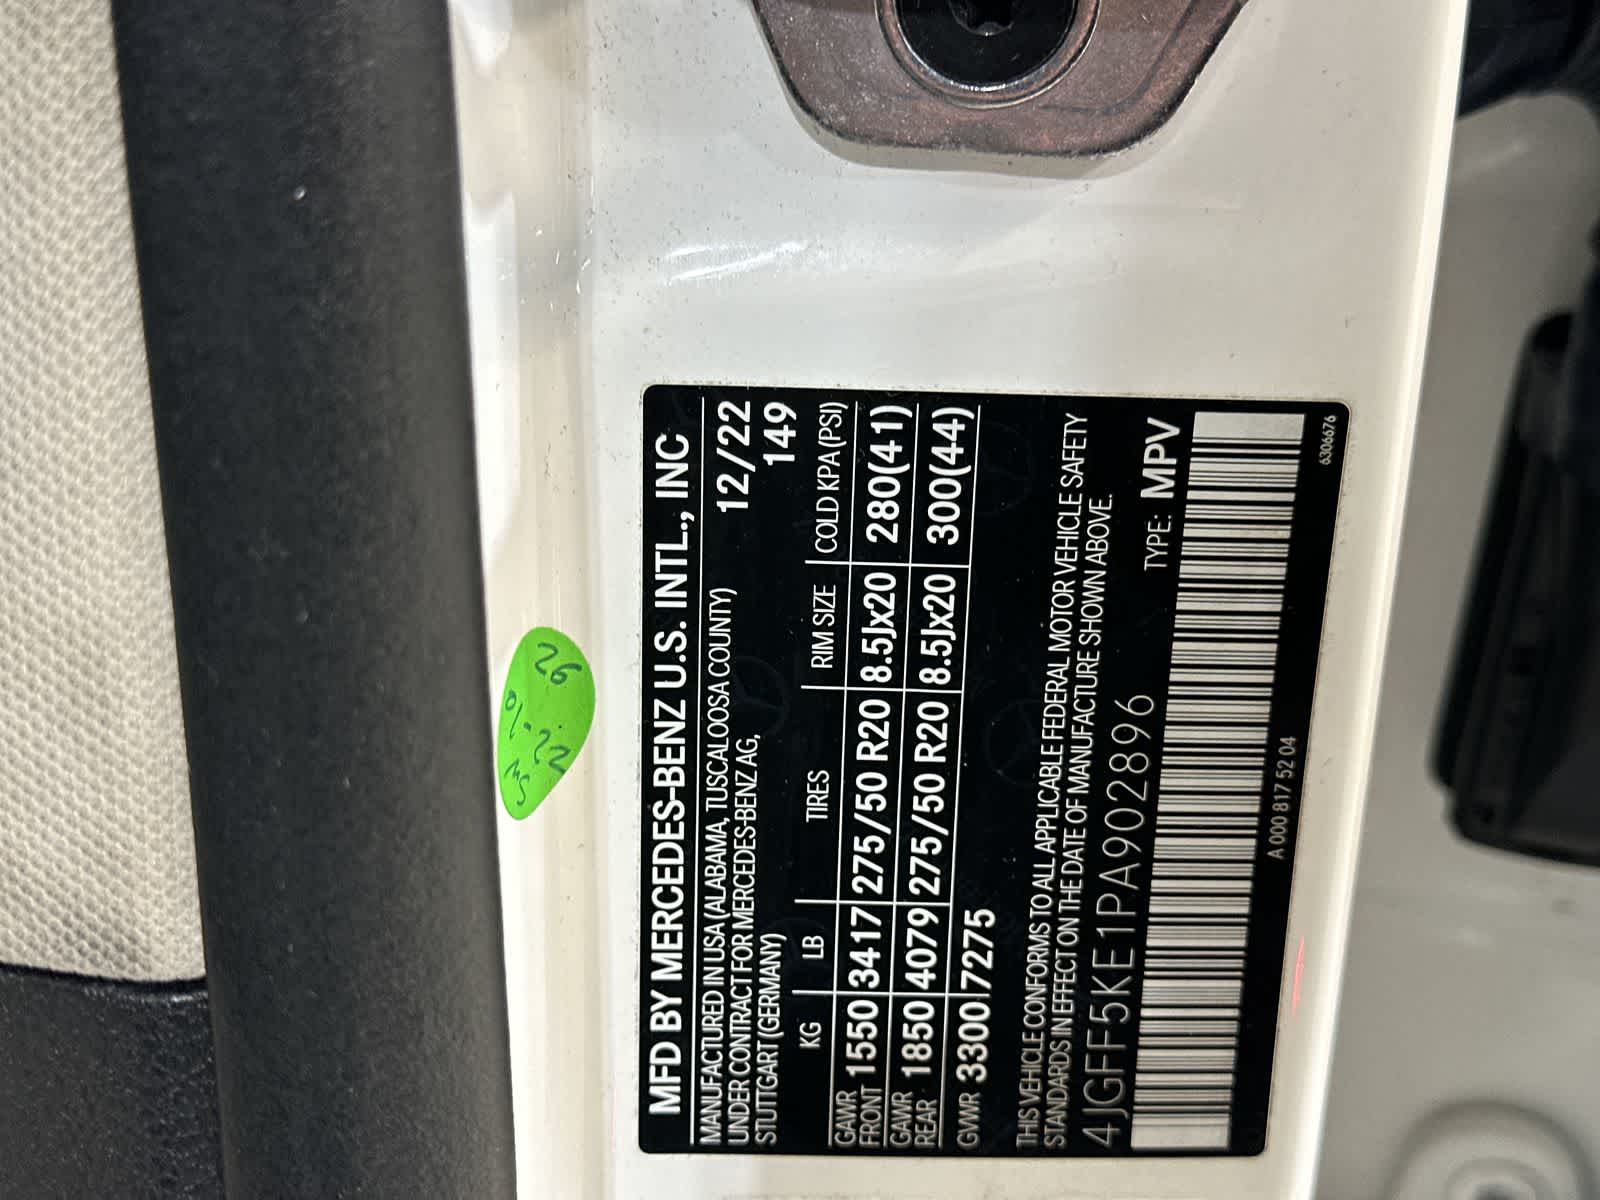 MFD BY MERCEDES-BENZ U.S. INTL., INC
MANUFACTURED IN USA (ALABAMA, TUSCALOOSA COUNTY) 12/22
UNDER CONTRACT FOR MERCEDES-BENZ AG, 149
STUTTGART (GERMANY)
KG LB TIRES RIM SIZE COLD KPA (PSI)
GAWR FRONT 1550 3417 275/50 R20 8.5Jx20 280(41)
GAWR REAR 1850 4079 275/50 R20 8.5Jx20 300(44)
GVWR 3300 7275
THIS VEHICLE CONFORMS TO ALL APPLICABLE FEDERAL MOTOR VEHICLE SAFETY
STANDARDS IN EFFECT ON THE DATE OF MANUFACTURE SHOWN ABOVE.
4JGFF5KE1PA902896 TYPE: MPV
A 000 817 52 04
6306676
92